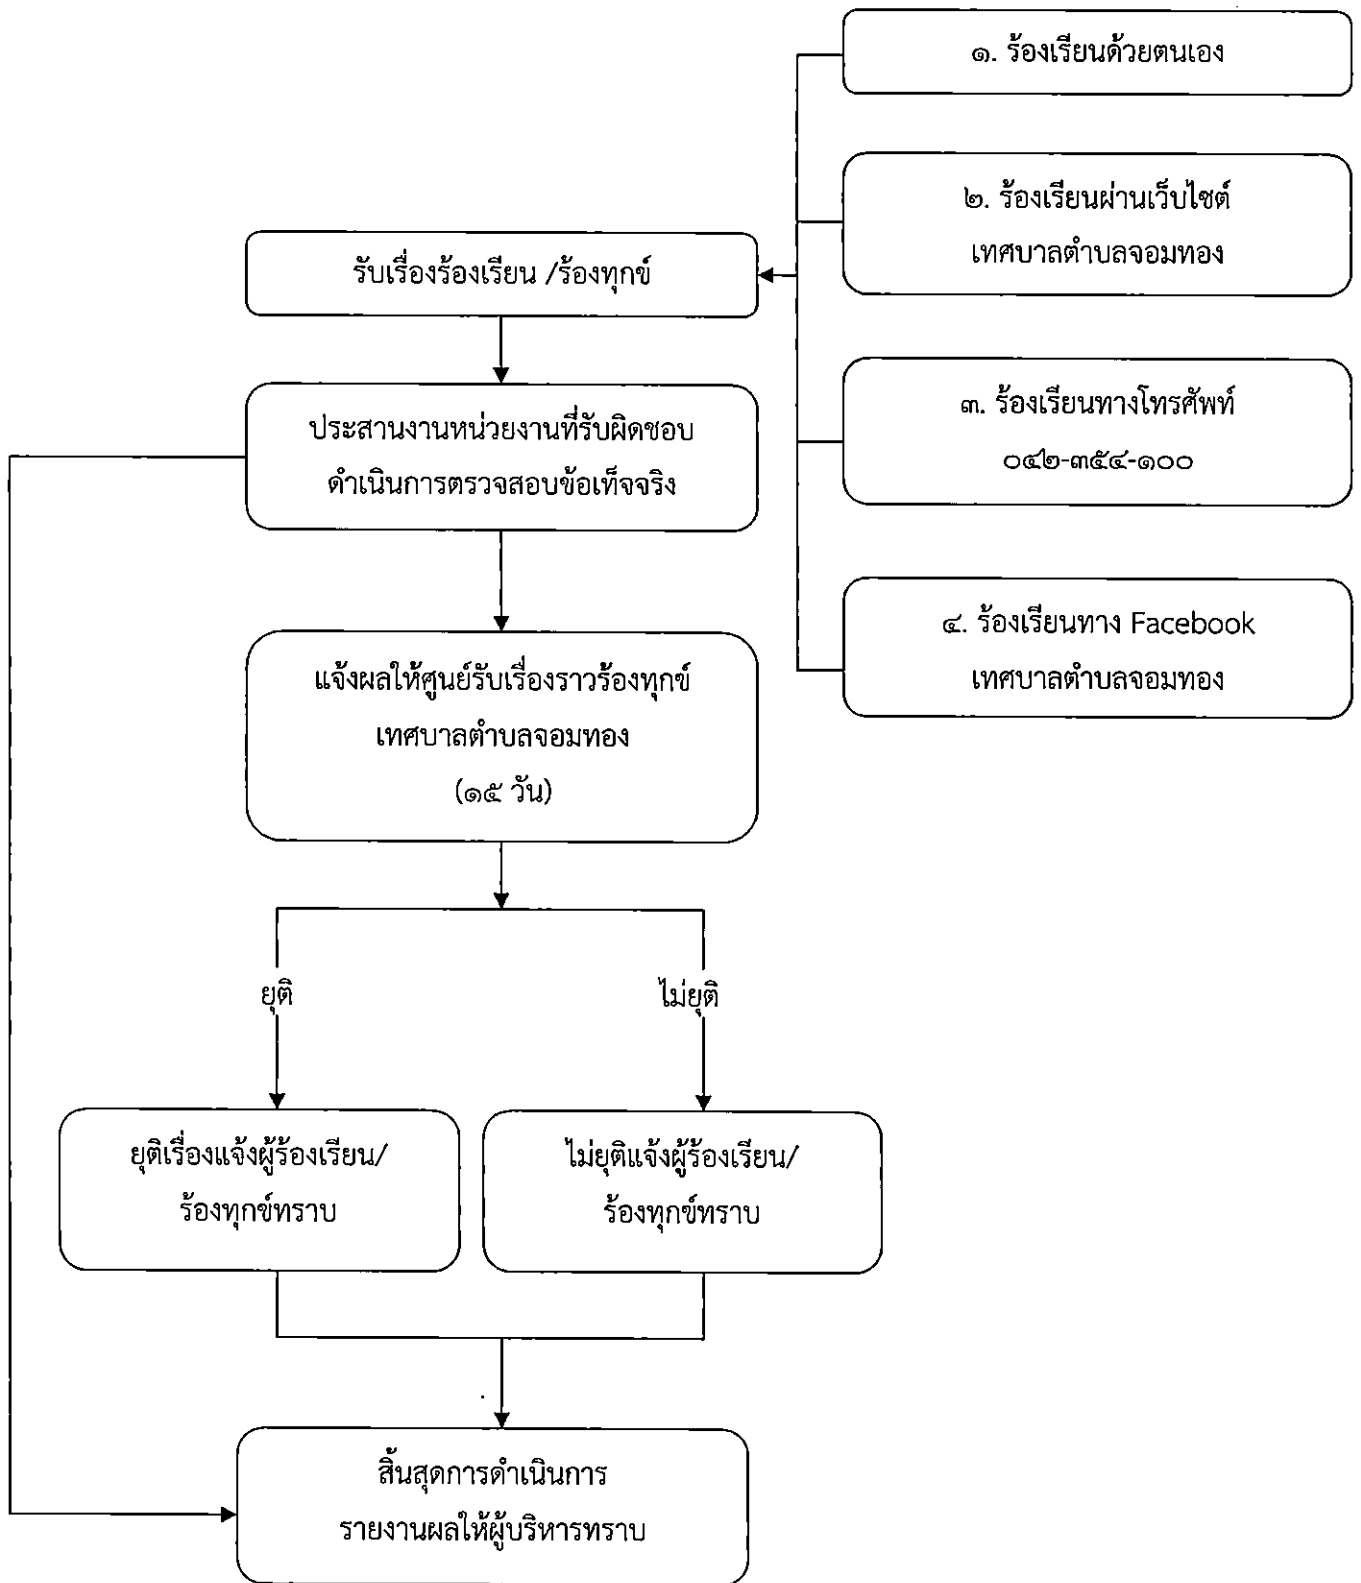 ๑. ร้องเรียนด้วยตนเอง
๒. ร้องเรียนผ่านเว็บไซต์
เทศบาลตำบลจอมทอง
รับเรื่องร้องเรียน /ร้องทุกข์
๓. ร้องเรียนทางโทรศัพท์
๐๔๒-๓๕๔-๑๐๐
ประสานงานหน่วยงานที่รับผิดชอบ
ดำเนินการตรวจสอบข้อเท็จจริง
๔. ร้องเรียนทาง Facebook
เทศบาลตำบลจอมทอง
แจ้งผลให้ศูนย์รับเรื่องราวร้องทุกข์
เทศบาลตำบลจอมทอง
(๑๕ วัน)
ยุติ
ไม่ยุติ
ยุติเรื่องแจ้งผู้ร้องเรียน/
ร้องทุกข์ทราบ
ไม่ยุติแจ้งผู้ร้องเรียน/
ร้องทุกข์ทราบ
สิ้นสุดการดำเนินการ
รายงานผลให้ผู้บริหารทราบ